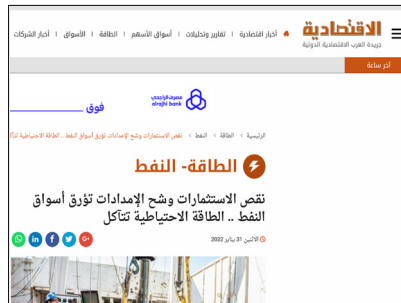 الاقتصادية
جريدة العرب الاقتصادية الدولية
أخبار اقتصادية | تقارير وتحليلات | أسواق الأسهم | الطاقة | الأسواق | أخبار الشركات
آخر ساعة
مصرف الراجحي
alrajhi bank
فوق
الرئيسية > الطاقة > النفط > نقص الاستثمارات وشح الإمدادات تؤرق أسواق النفط .. الطاقة الاحتياطية تتآكل
الطاقة- النفط
نقص الاستثمارات وشح الإمدادات تؤرق أسواق
النفط .. الطاقة الاحتياطية تتآكل
الاثنين 31 يناير 2022